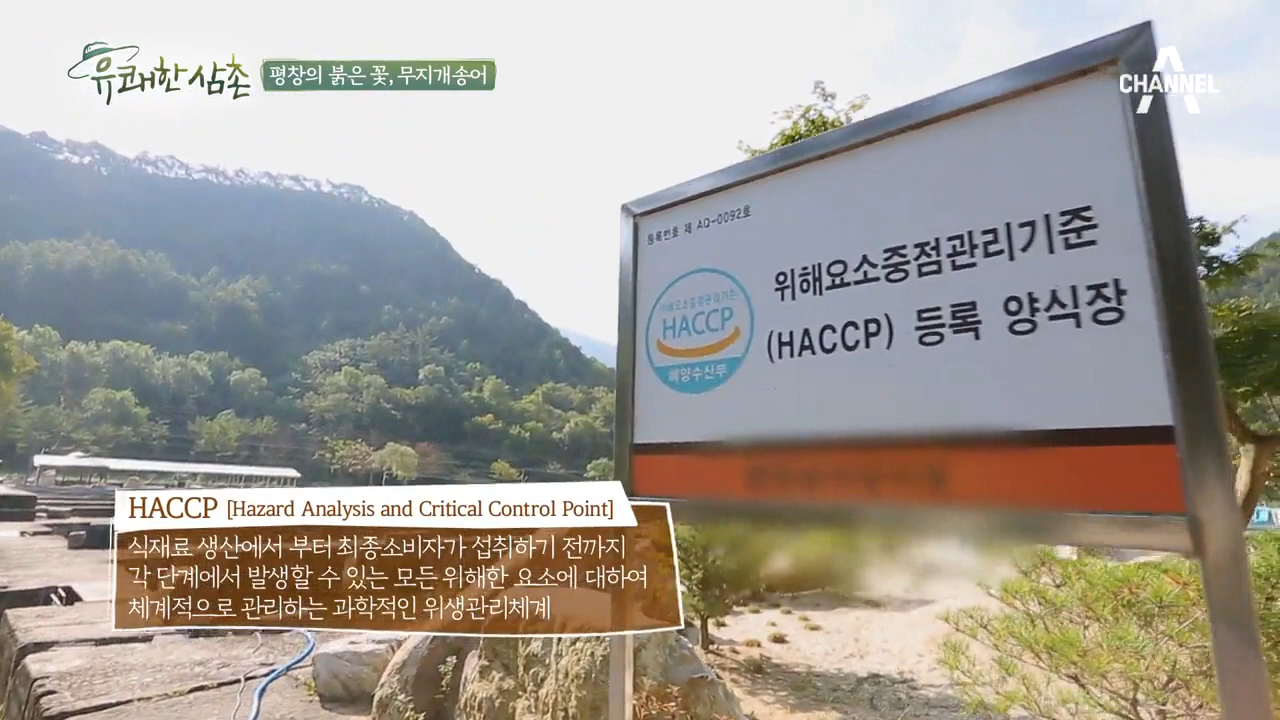 유쾌한 삼촌
평창의 붉은 꽃, 무지개송어
CHANNEL A
등록번호 제 AQ-0092호
위해요소중점관리기준
HACCP
해양수산부
위해요소중점관리기준
(HACCP) 등록 양식장
HACCP [Hazard Analysis and Critical Control Point]
식재료 생산에서 부터 최종소비자가 섭취하기 전까지
각 단계에서 발생할 수 있는 모든 위해한 요소에 대하여
체계적으로 관리하는 과학적인 위생관리체계